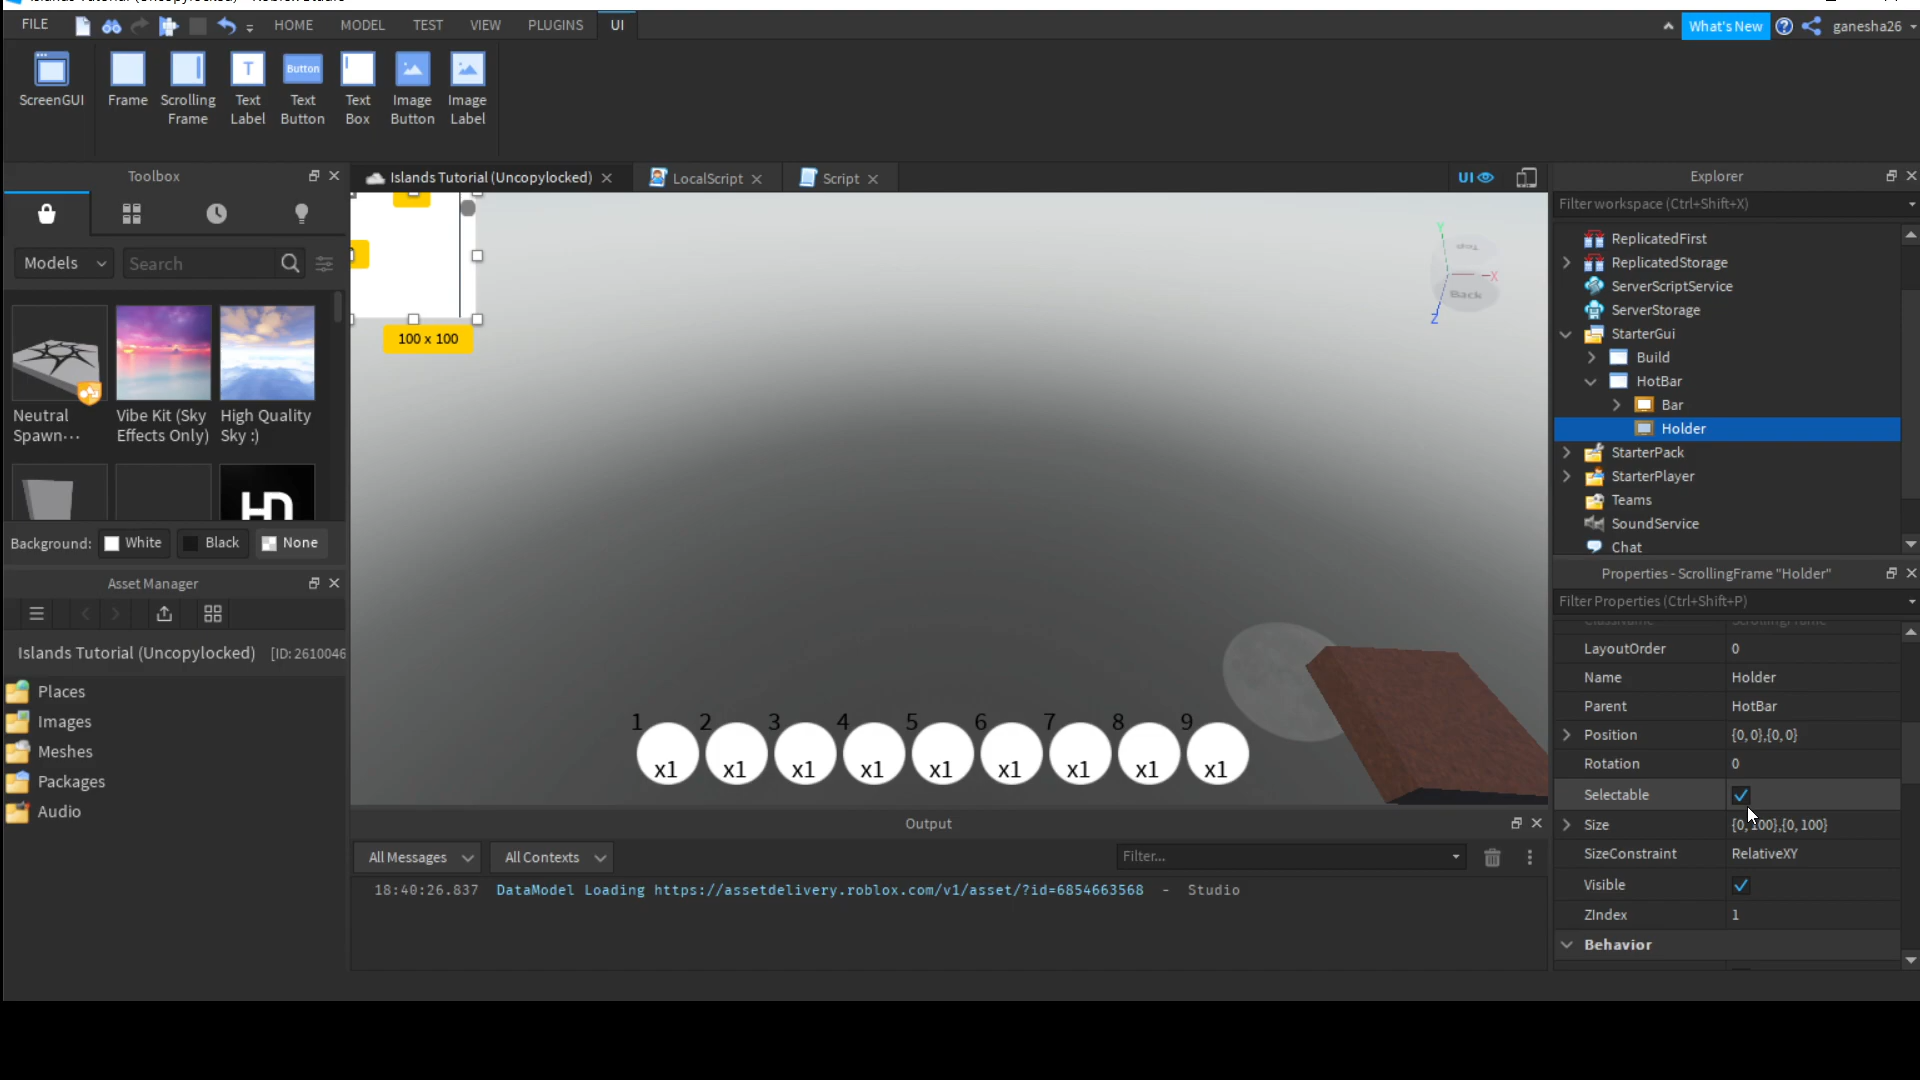 FILE
HOME
MODEL
TEST
VIEW
PLUGINS
UI
What's New
ganesha26
ScreenGUI
Frame
Scrolling
Frame
Text
Label
Button
Text
Button
Text
Box
Image
Button
Image
Label
Toolbox
Islands Tutorial (Uncopylocked)
LocalScript
Script
UI
Explorer
Models
Search
Filter workspace (Ctrl+Shift+X)
ReplicatedFirst
ReplicatedStorage
ServerScriptService
ServerStorage
StarterGui
Build
HotBar
Bar
Holder
StarterPack
StarterPlayer
Teams
SoundService
Chat
Neutral
Spawn···
Vibe Kit (Sky
Effects Only)
High Quality
Sky :)
Background:
White
Black
None
100 x 100
Y
Top
X
Back
Z
1 2 3 4 5 6 7 8 9
x1 x1 x1 x1 x1 x1 x1 x1 x1
Asset Manager
Islands Tutorial (Uncopylocked) [ID: 2610046
Places
Images
Meshes
Packages
Audio
Output
All Messages
All Contexts
Filter...
18:40:26.837 DataModel Loading https://assetdelivery.roblox.com/v1/asset/?id=6854663568 - Studio
Properties - ScrollingFrame "Holder"
Filter Properties (Ctrl+Shift+P)
LayoutOrder 0
Name Holder
Parent HotBar
Position {0, 0},{0, 0}
Rotation 0
Selectable
Size {0, 100},{0, 100}
SizeConstraint RelativeXY
Visible
ZIndex 1
Behavior